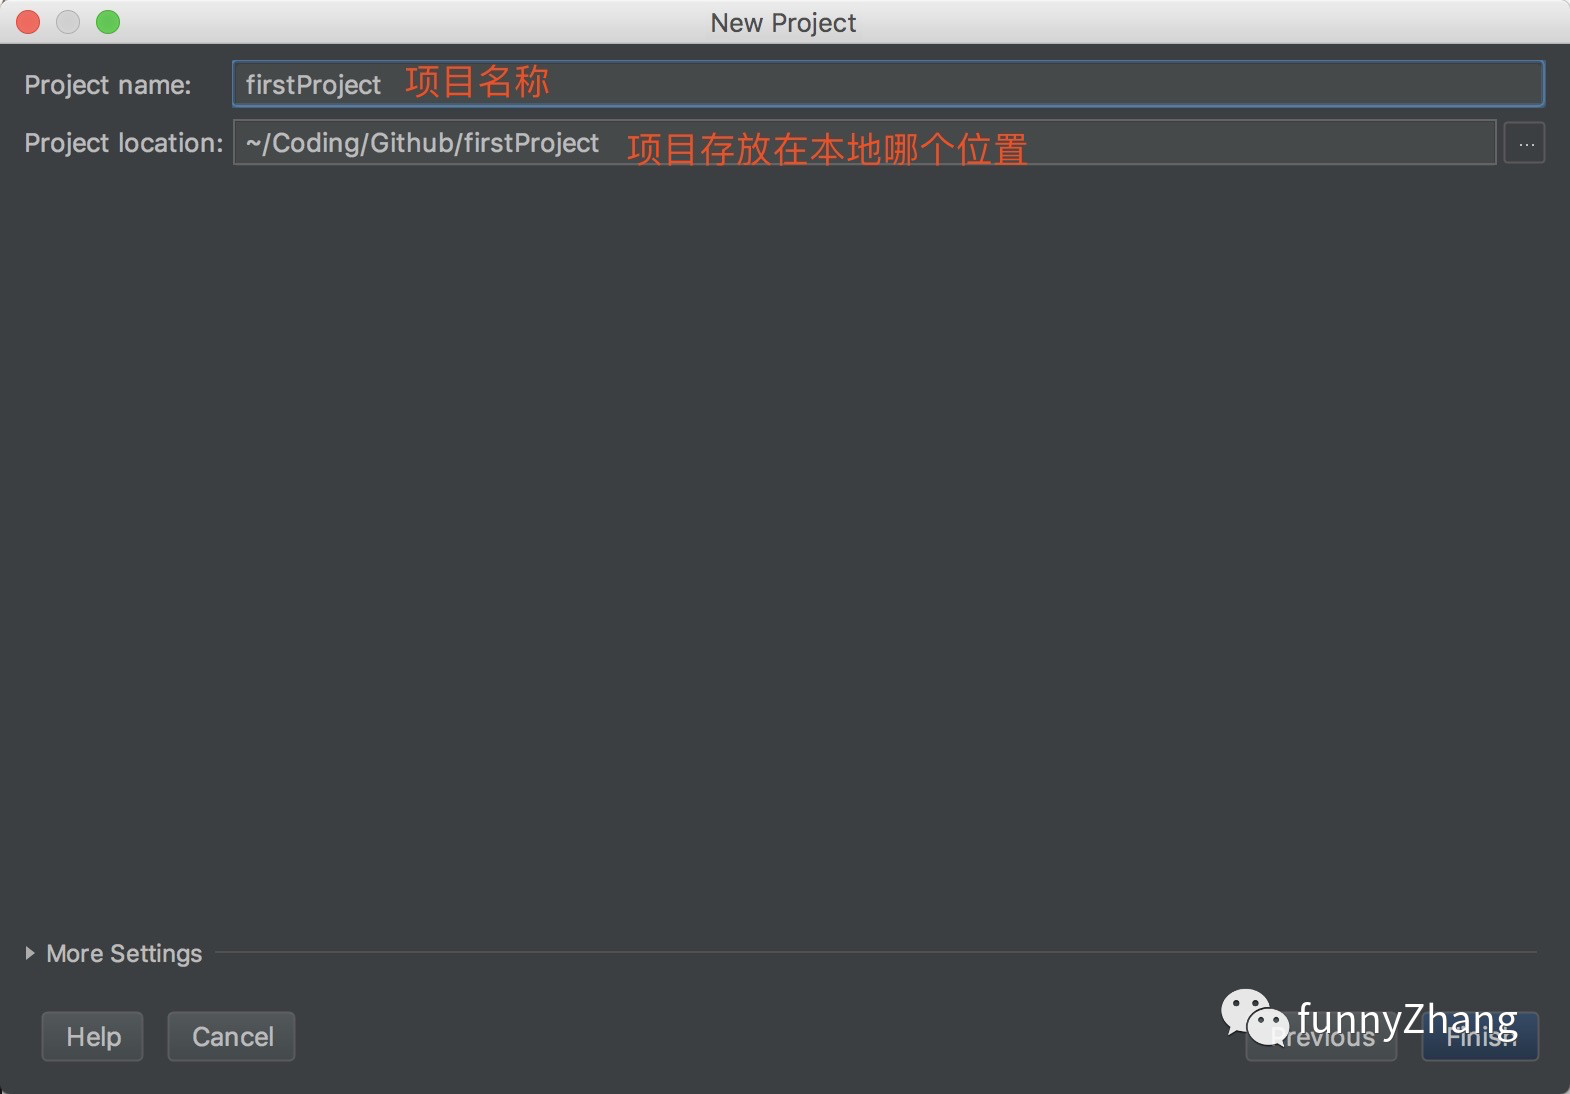 New Project
Project name: firstProject 项目名称
Project location: ~/Coding/Github/firstProject 项目存放在本地哪个位置 ...
More Settings
Help Cancel Previous Finish
funnyZhang